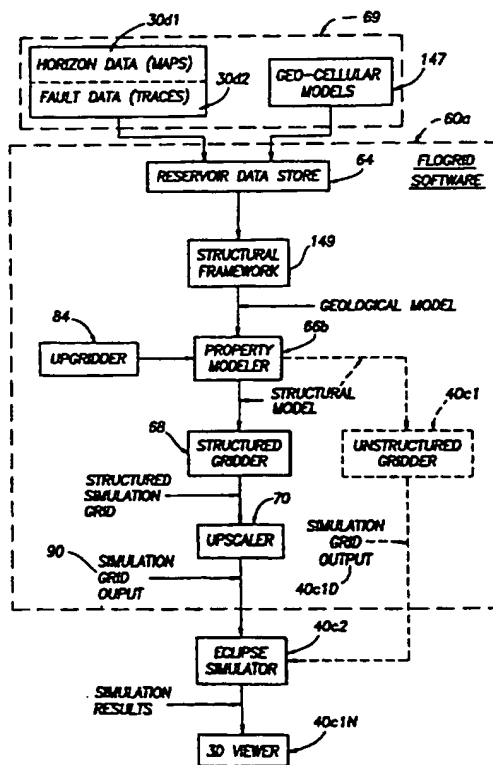 30d1
69
HORIZON DATA (MAPS)
FAULT DATA (TRACES)
30d2
GEO-CELLULAR
MODELS
147
60a
RESERVOIR DATA STORE
64
FLOGRID
SOFTWARE
STRUCTURAL
FRAMEWORK
149
GEOLOGICAL MODEL
84
UPGRIDDER
PROPERTY
MODELER
66b
STRUCTURAL
MODEL
40c1
68
STRUCTURED
GRIDDER
UNSTRUCTURED
GRIDDER
STRUCTURED
SIMULATION
GRID
70
UPSCALER
SIMULATION
GRID
OUTPUT
40c1D
90
SIMULATION
GRID
OUPUT
40c2
ECLIPSE
SIMULATOR
SIMULATION
RESULTS
40c1N
3D VIEWER